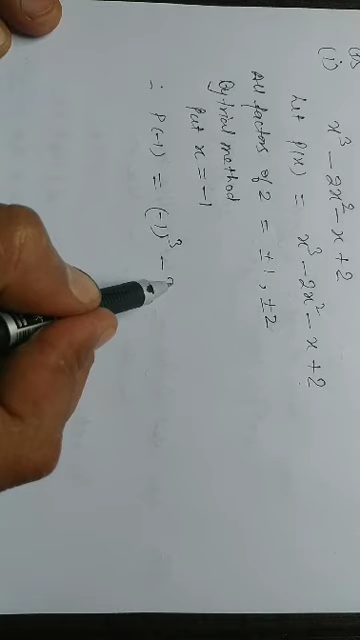 (i) x³ - 2x² - x + 2
Let p(x) = x³ - 2x² - x + 2
All factors of 2 = ±1, ±2
By trial method
Put x = -1
∴ P(-1) = (-1)³ -